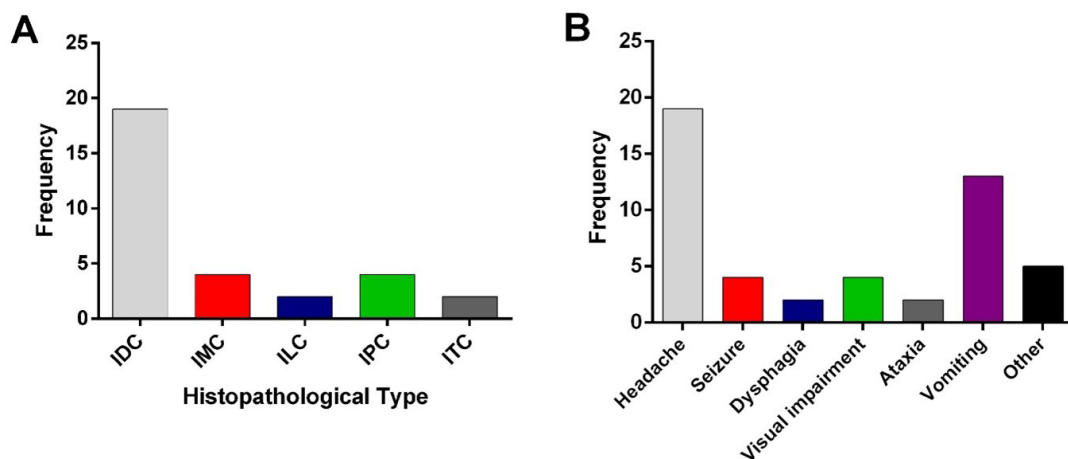 A
Frequency
25
20
15
10
5
0
IDC
IMC
ILC
IPC
ITC
Histopathological Type
B
Frequency
25
20
15
10
5
0
Headache
Seizure
Dysphagia
Visual impairment
Ataxia
Vomiting
Other